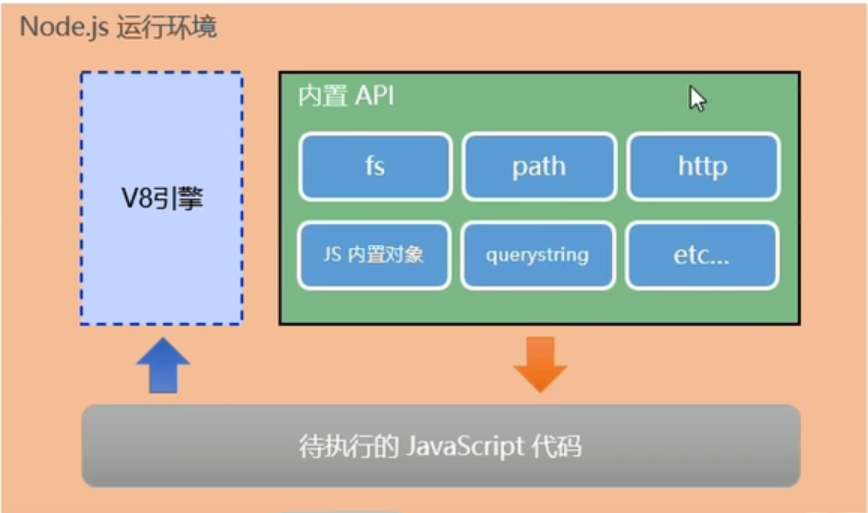 Node.js 运行环境
V8引擎
内置 API
fs
path
http
JS 内置对象
querystring
etc...
待执行的 JavaScript 代码